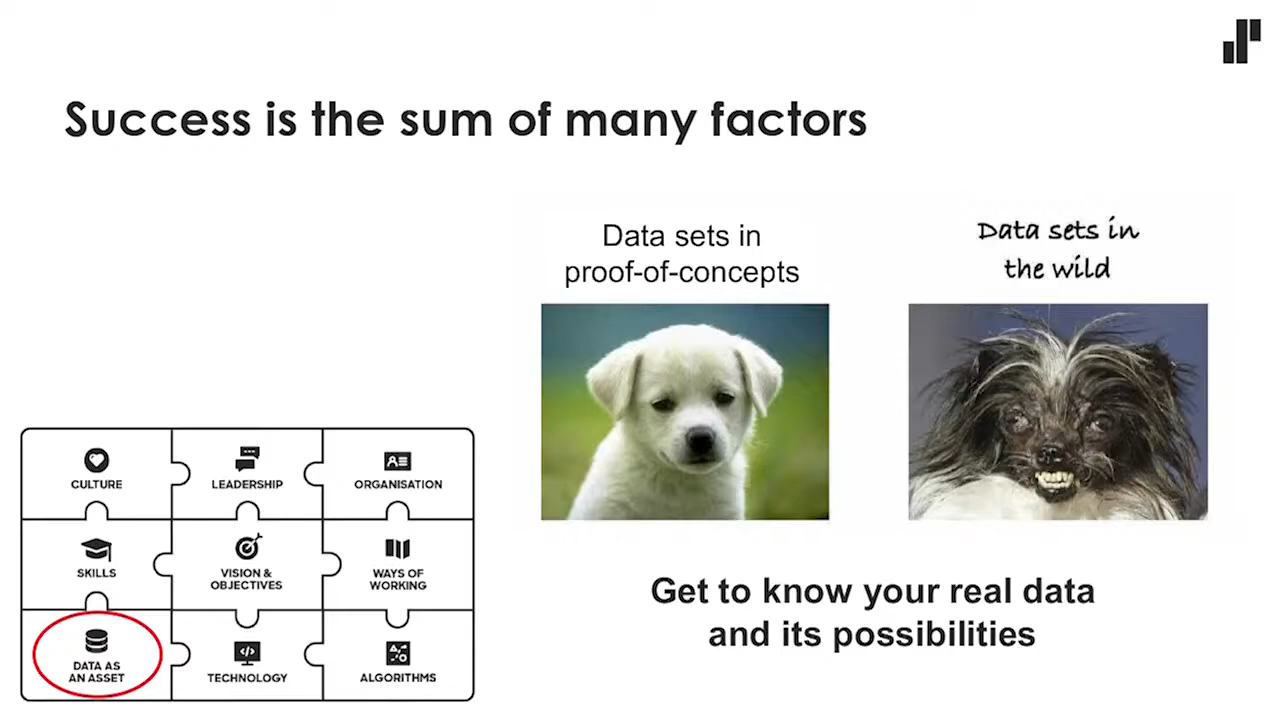 Success is the sum of many factors
Data sets in
proof-of-concepts
Data sets in
the wild
CULTURE
LEADERSHIP
ORGANISATION
SKILLS
VISION &
OBJECTIVES
WAYS OF
WORKING
DATA AS
AN ASSET
TECHNOLOGY
ALGORITHMS
Get to know your real data
and its possibilities